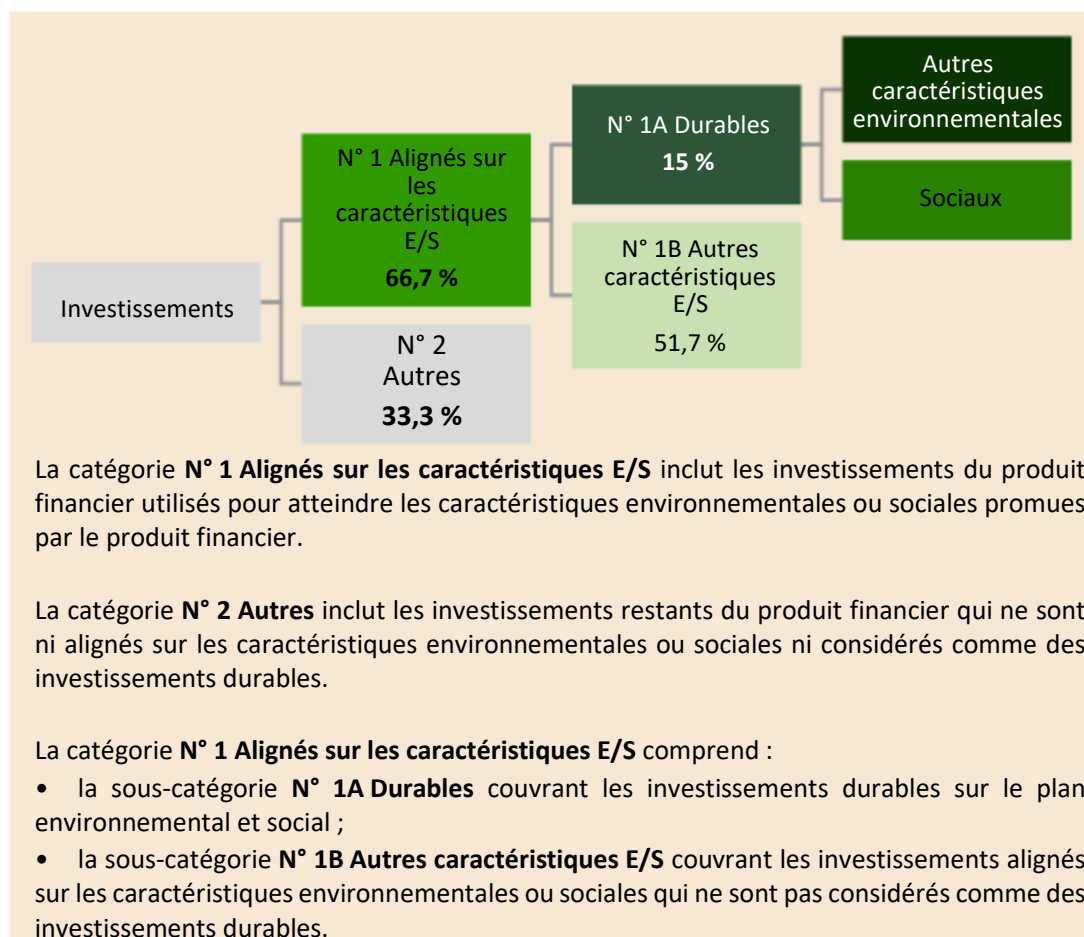 Investissements
N° 1 Alignés sur
les
caractéristiques
E/S
66,7 %
N° 2
Autres
33,3 %
N° 1A Durables
15 %
N° 1B Autres
caractéristiques
E/S
51,7 %
Autres
caractéristiques
environnementales
Sociaux
La catégorie N° 1 Alignés sur les caractéristiques E/S inclut les investissements du produit
financier utilisés pour atteindre les caractéristiques environnementales ou sociales promues
par le produit financier.
La catégorie N° 2 Autres inclut les investissements restants du produit financier qui ne sont
ni alignés sur les caractéristiques environnementales ou sociales ni considérés comme des
investissements durables.
La catégorie N° 1 Alignés sur les caractéristiques E/S comprend :
• la sous-catégorie N° 1A Durables couvrant les investissements durables sur le plan
environnemental et social ;
• la sous-catégorie N° 1B Autres caractéristiques E/S couvrant les investissements alignés
sur les caractéristiques environnementales ou sociales qui ne sont pas considérés comme des
investissements durables.